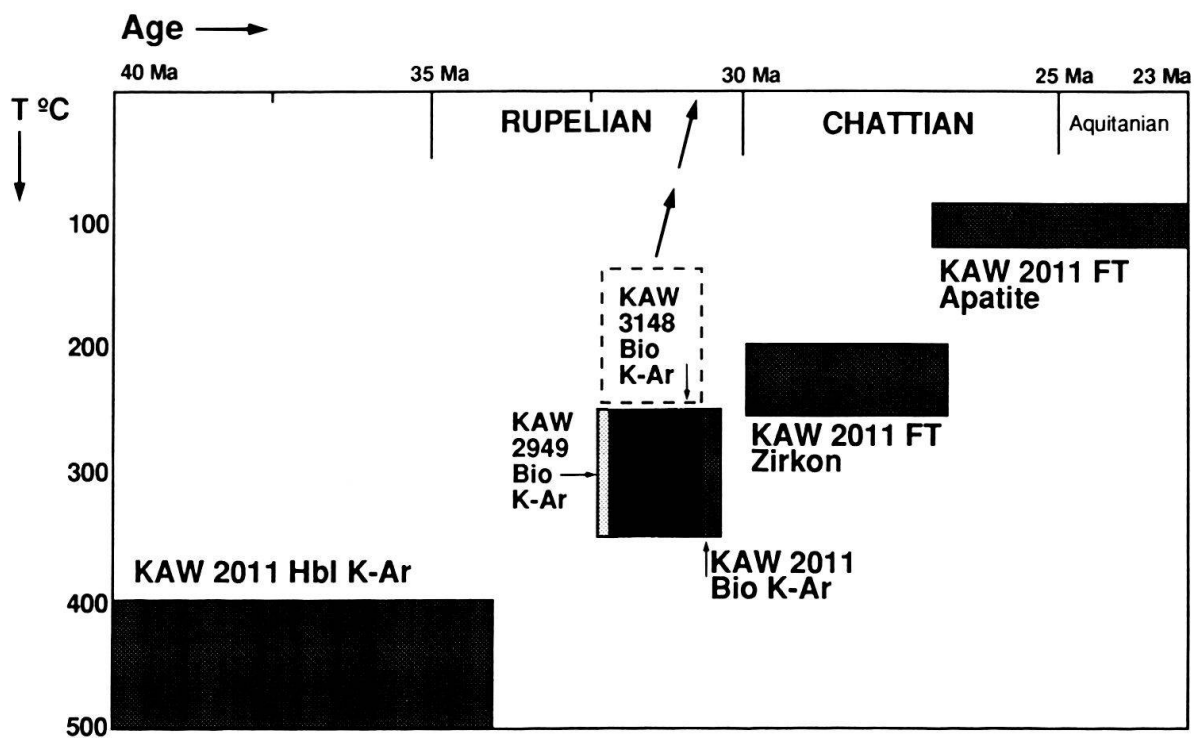 Age
40 Ma
35 Ma
30 Ma
25 Ma
23 Ma
T ºC
RUPELIAN
CHATTIAN
Aquitanian
100
KAW 2011 FT
Apatite
KAW
3148
Bio
K-Ar
200
KAW 2011 FT
Zirkon
KAW
2949
Bio
K-Ar
300
KAW 2011
Bio K-Ar
KAW 2011 Hbl K-Ar
400
500